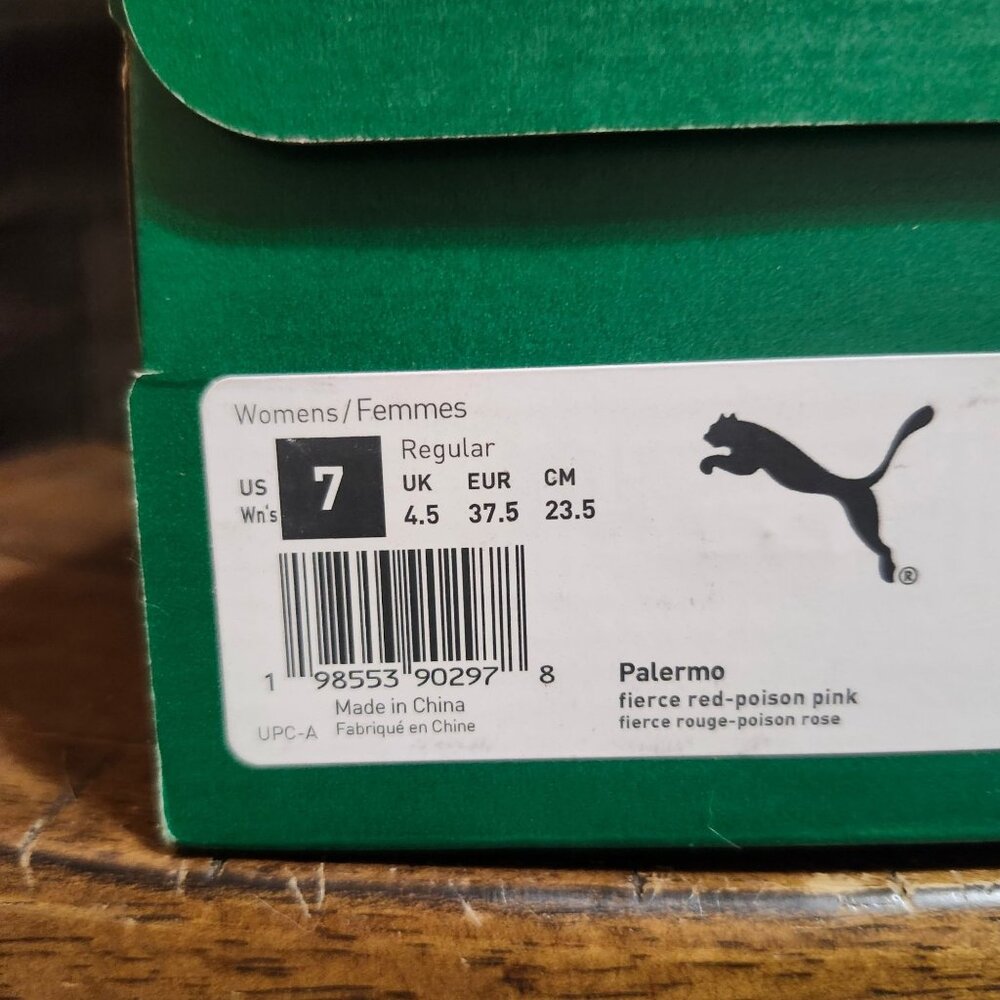 Womens/Femmes
US
Wn's
7
Regular
UK EUR CM
4.5 37.5 23.5
1 98553 90297 8
Made in China
UPC-A Fabriqué en Chine
®
Palermo
fierce red-poison pink
fierce rouge-poison rose